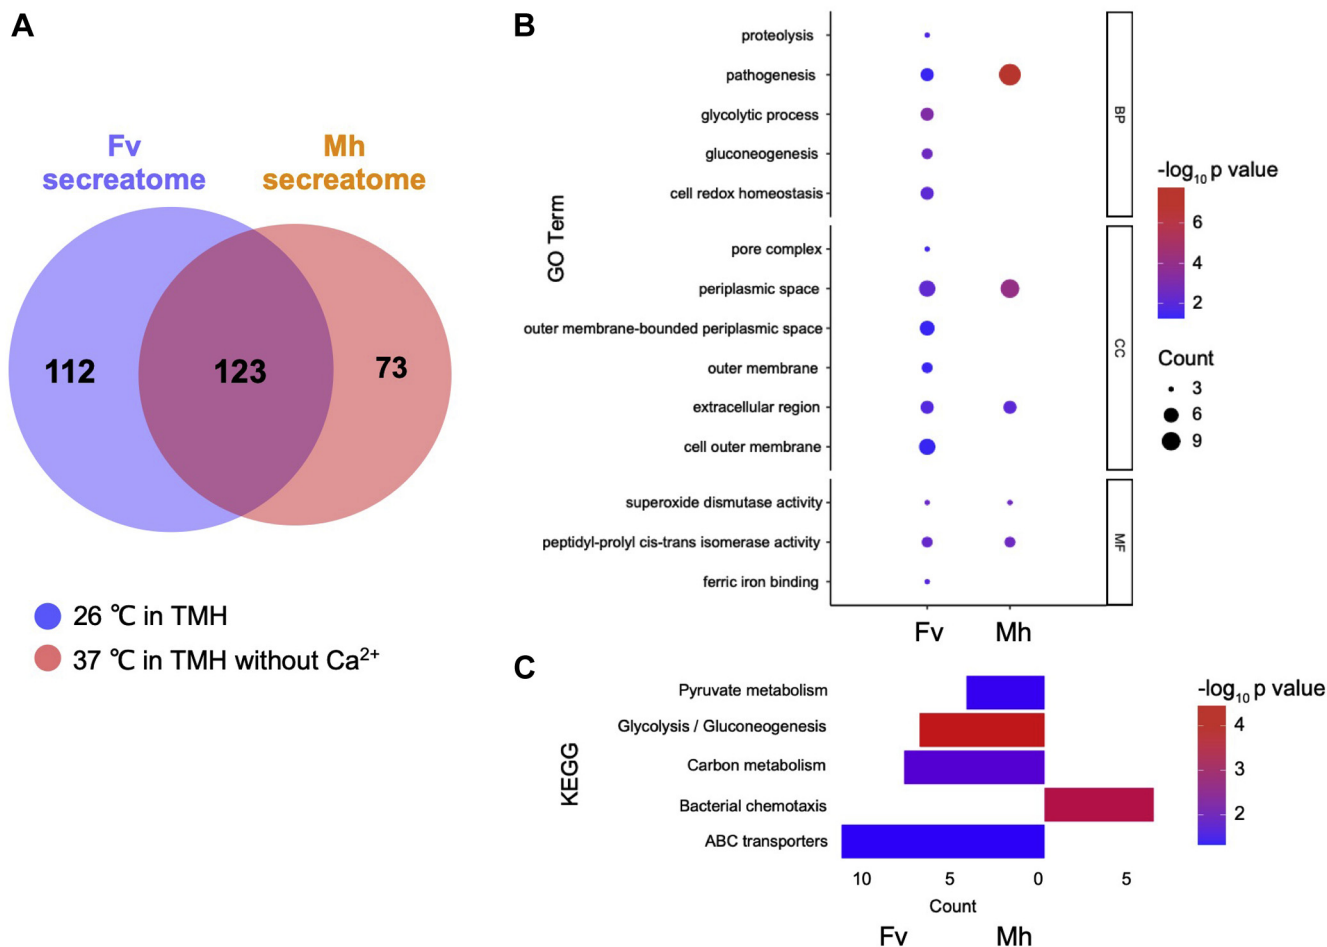 A
Fv
secreatome
Mh
secreatome
112
123
73
26 ℃ in TMH
37 ℃ in TMH without Ca²⁺
B
GO Term
proteolysis
pathogenesis
glycolytic process
gluconeogenesis
cell redox homeostasis
pore complex
periplasmic space
outer membrane-bounded periplasmic space
outer membrane
extracellular region
cell outer membrane
superoxide dismutase activity
peptidyl-prolyl cis-trans isomerase activity
ferric iron binding
BP
CC
MF
Fv
Mh
-log₁₀ p value
6
4
2
Count
3
6
9
C
KEGG
Pyruvate metabolism
Glycolysis / Gluconeogenesis
Carbon metabolism
Bacterial chemotaxis
ABC transporters
10
5
0
5
Count
Fv
Mh
-log₁₀ p value
4
3
2